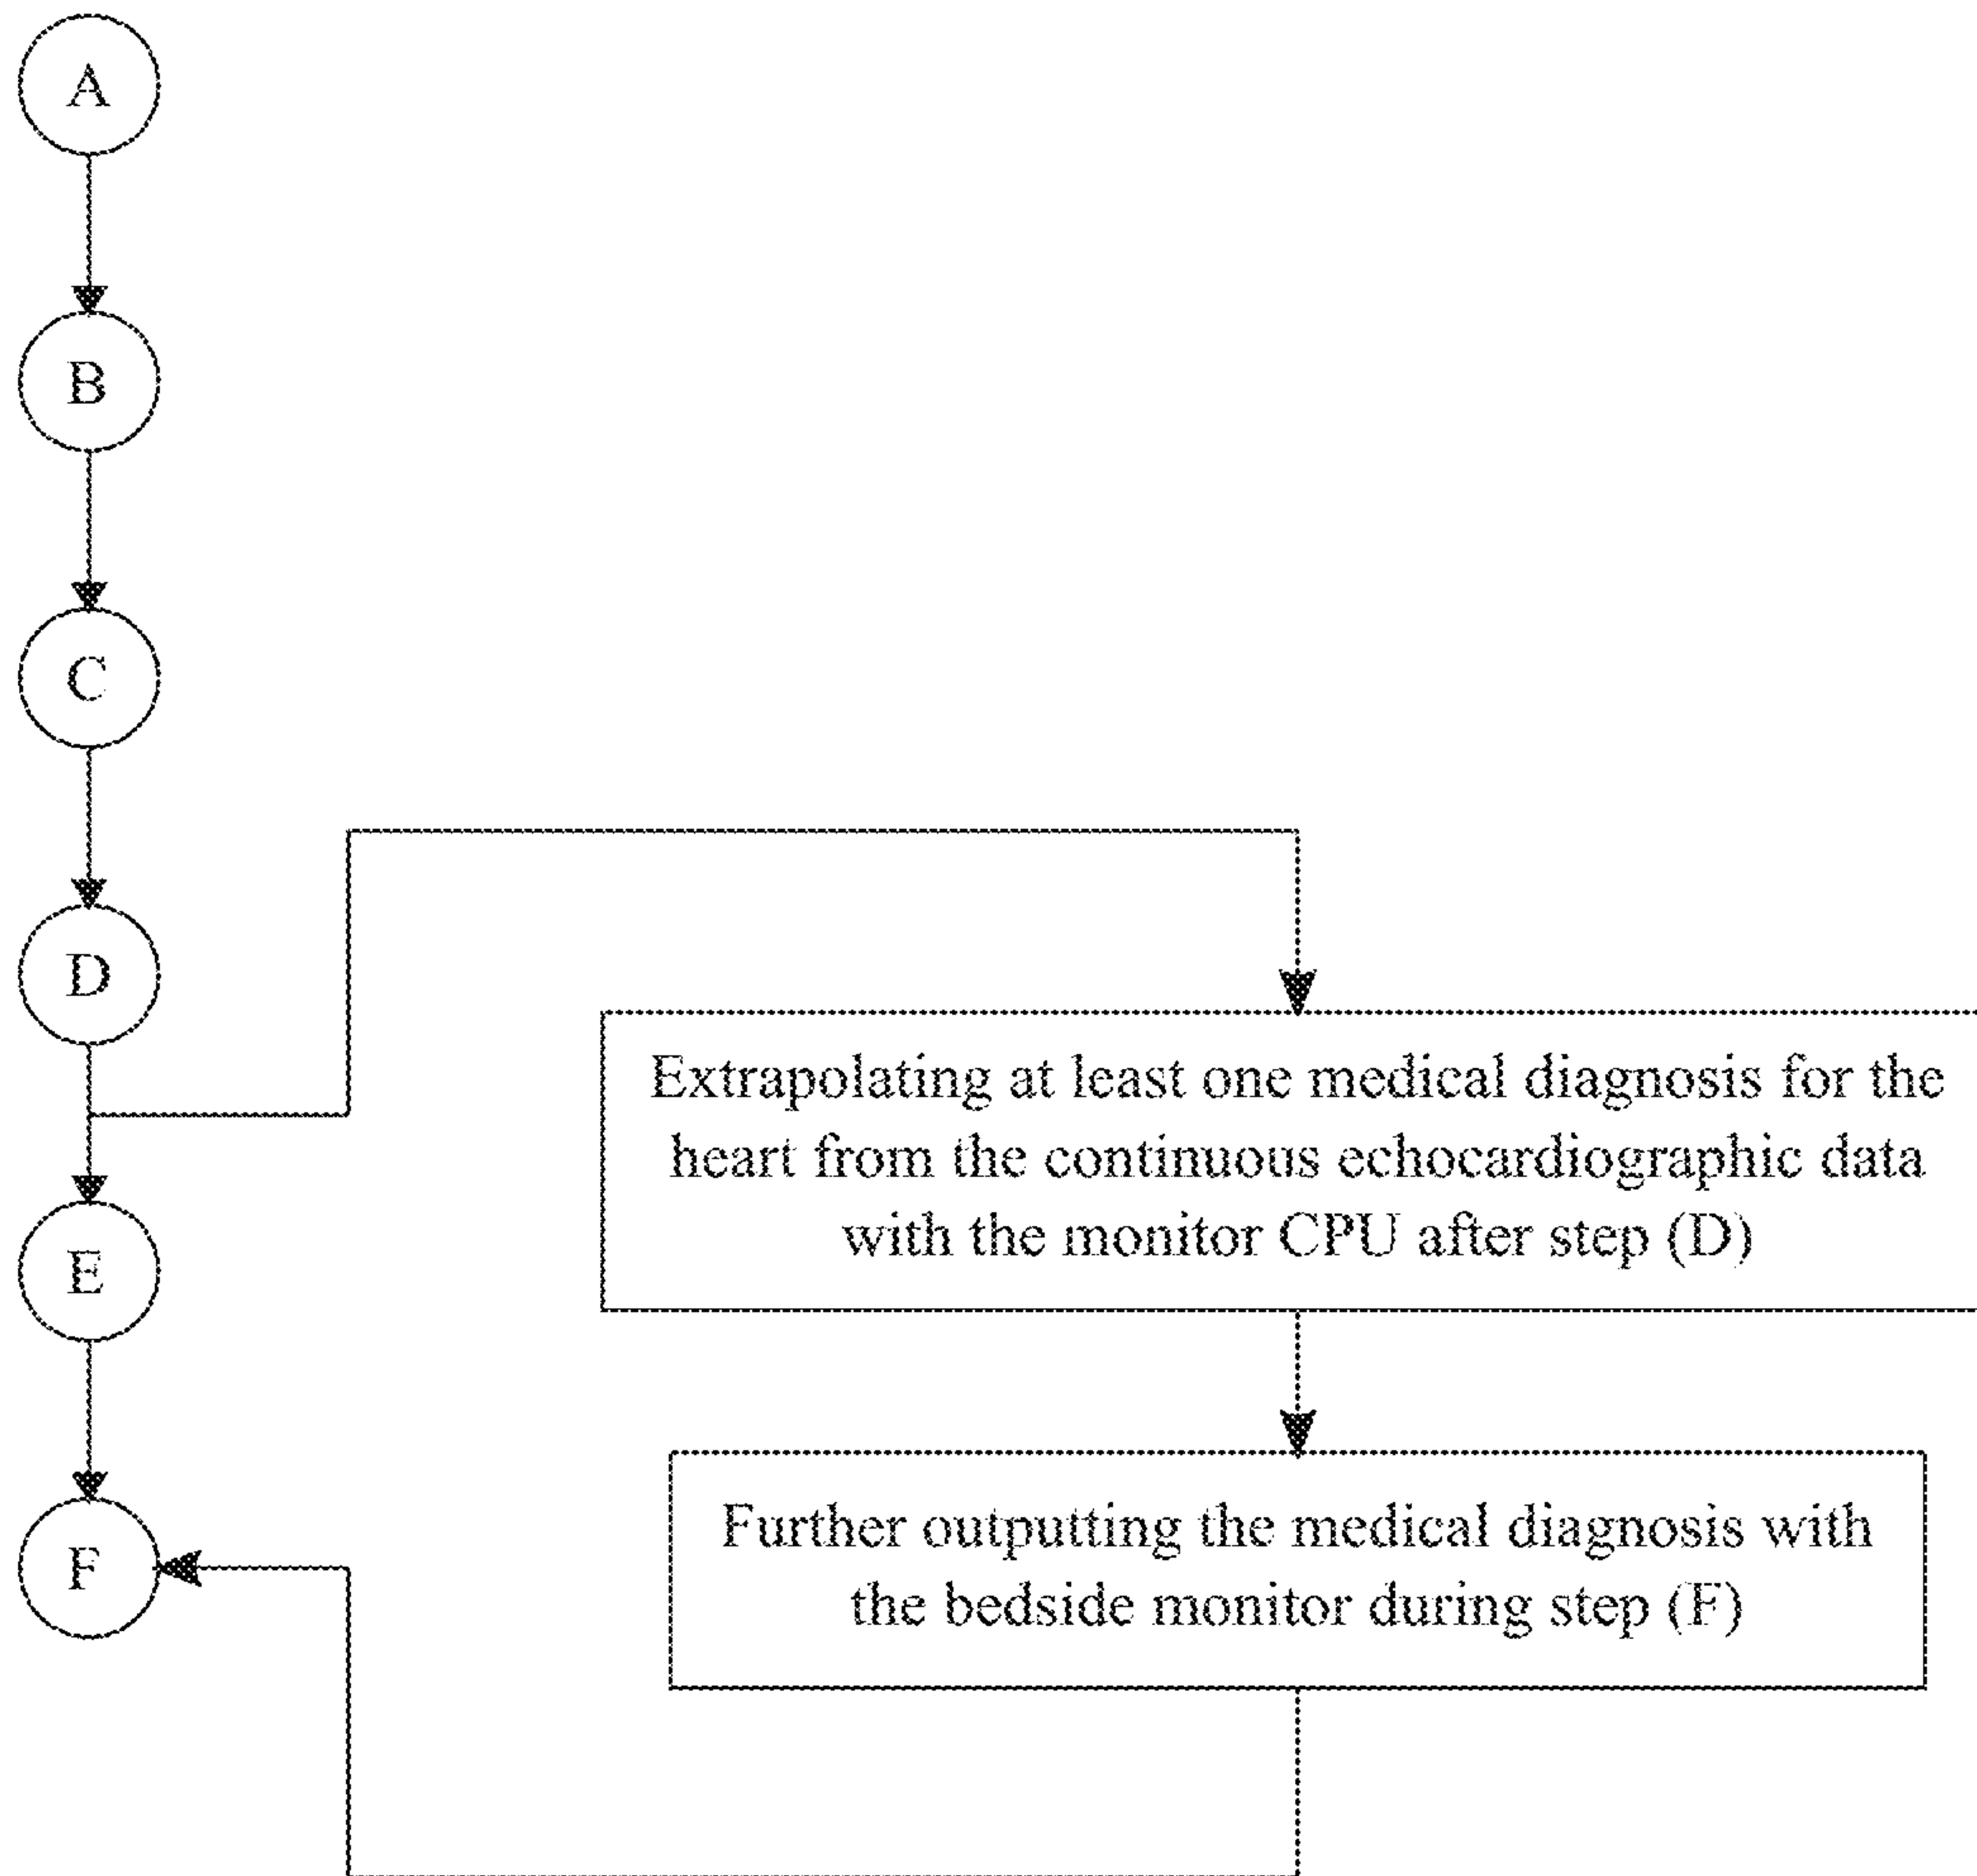 A
B
C
D
Extrapolating at least one medical diagnosis for the
heart from the continuous echocardiographic data
with the monitor CPU after step (D)
E
Further outputting the medical diagnosis with
the bedside monitor during step (F)
F